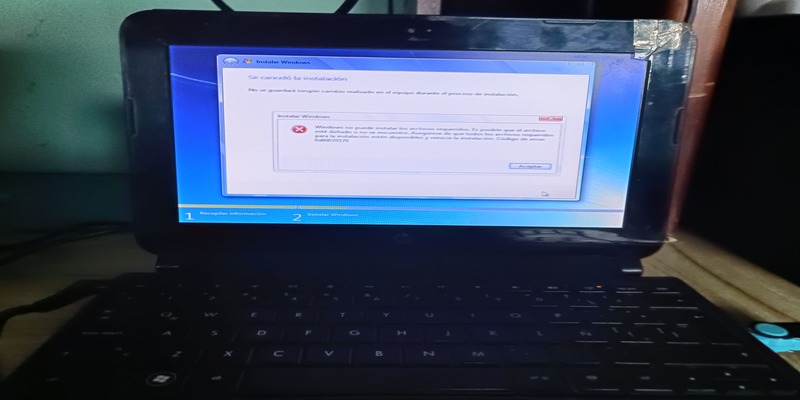 Instalar Windows
Se canceló la instalación
No se guardará ningún cambio realizado en el equipo durante el proceso de instalación.
Instalar Windows
Windows no puede instalar los archivos requeridos. Es posible que el archivo
esté dañado o no se encuentre. Asegúrese de que todos los archivos requeridos
para la instalación estén disponibles y reinicie la instalación. Código de error:
0x80070570
Aceptar
1 Recopilar información 2 Instalar Windows
hp
W E R T Y U I O P
A S D F G H J K L Ñ
Z X C V B N M